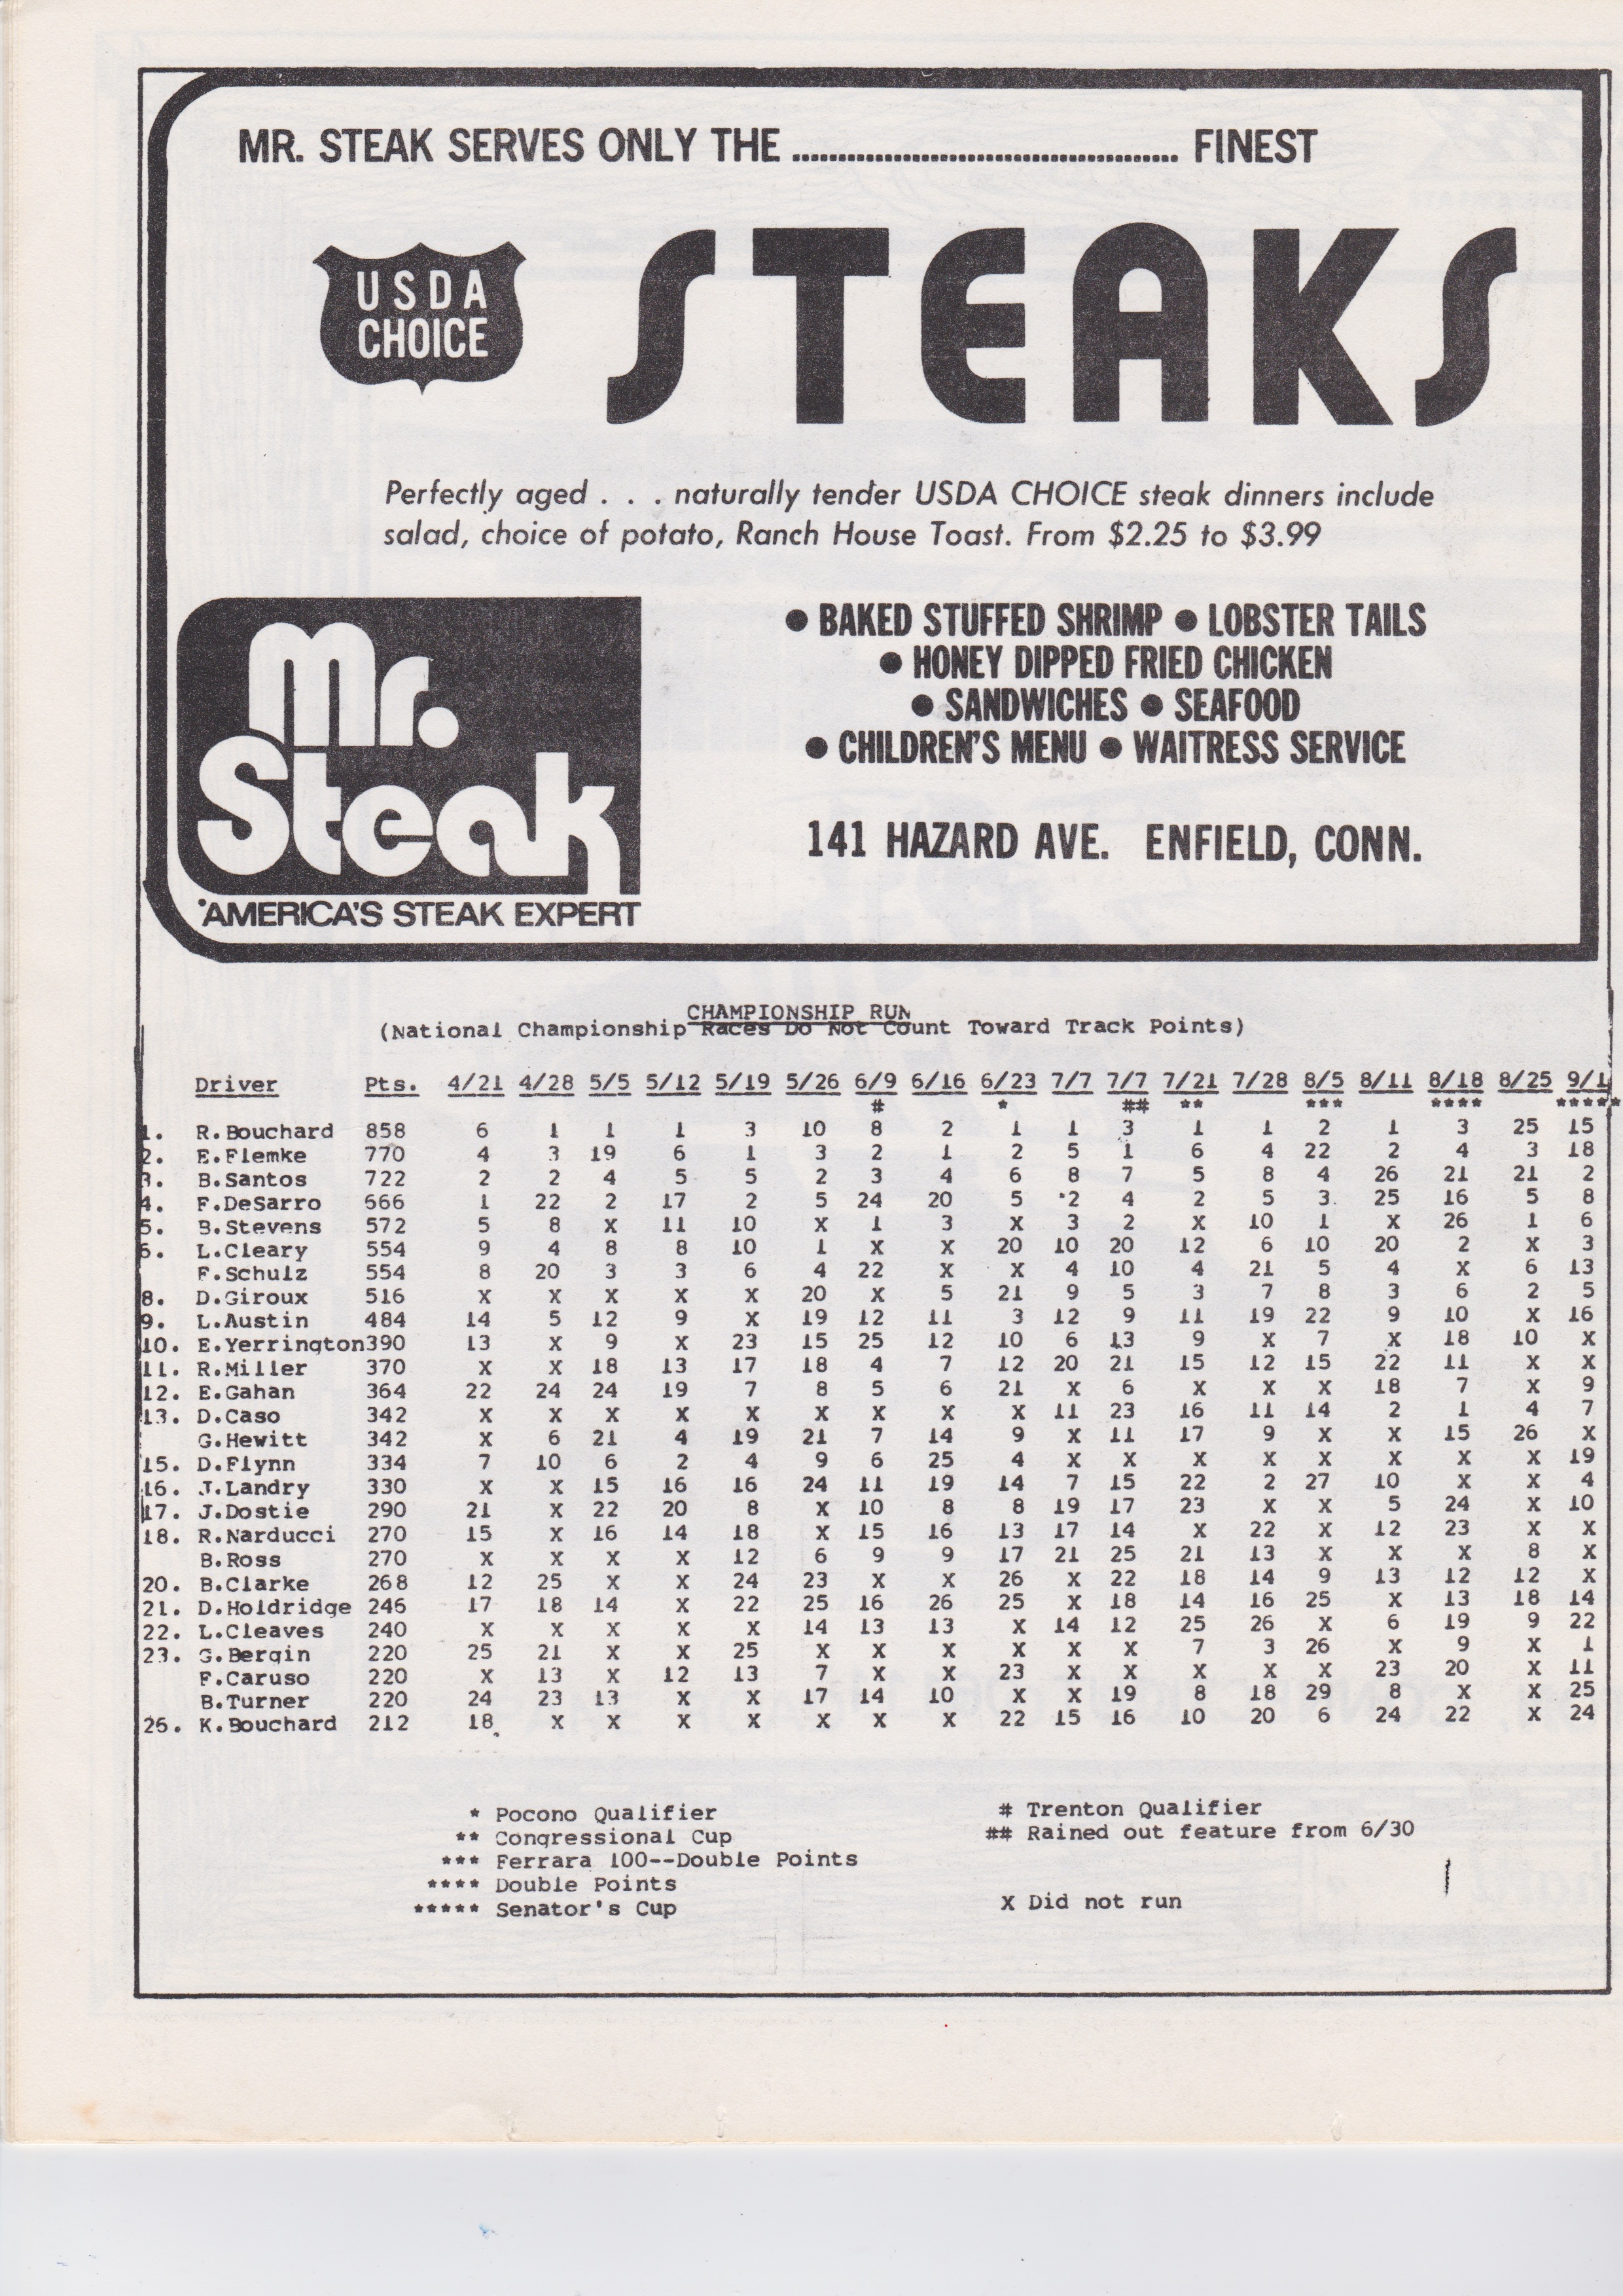 MR. STEAK SERVES ONLY THE ........................................ FINEST
USDA
CHOICE
STEAKS
Perfectly aged . . . naturally tender USDA CHOICE steak dinners include
salad, choice of potato, Ranch House Toast. From $2.25 to $3.99
Mr.
Steak
AMERICA'S STEAK EXPERT
● BAKED STUFFED SHRIMP ● LOBSTER TAILS
● HONEY DIPPED FRIED CHICKEN
● SANDWICHES ● SEAFOOD
● CHILDREN'S MENU ● WAITRESS SERVICE
141 HAZARD AVE. ENFIELD, CONN.
CHAMPIONSHIP RUN
(National Championship Races Do Not Count Toward Track Points)
Driver Pts. 4/21 4/28 5/5 5/12 5/19 5/26 6/9 6/16 6/23 7/7 7/7 7/21 7/28 8/5 8/11 8/18 8/25 9/1
# * ## ** *** **** *****
1. R.Bouchard 858 6 1 1 1 3 10 8 2 1 1 3 1 1 2 1 3 25 15
2. E.Flemke 770 4 3 19 6 1 3 2 1 2 5 1 6 4 22 2 4 3 18
3. B.Santos 722 2 2 4 5 5 2 3 4 6 8 7 5 8 4 26 21 21 2
4. F.DeSarro 666 1 22 2 17 2 5 24 20 5 2 4 2 5 3 25 16 5 8
5. B.Stevens 572 5 8 X 11 10 X 1 3 X 3 2 X 10 1 X 26 1 6
6. L.Cleary 554 9 4 8 8 10 1 X X 20 10 20 12 6 10 20 2 X 3
F.Schulz 554 8 20 3 3 6 4 22 X X 4 10 4 21 5 4 X 6 13
8. D.Giroux 516 X X X X X 20 X 5 21 9 5 3 7 8 3 6 2 5
9. L.Austin 484 14 5 12 9 X 19 12 11 3 12 9 11 19 22 9 10 X 16
10. E.Yerrington390 13 X 9 X 23 15 25 12 10 6 13 9 X 7 X 18 10 X
11. R.Miller 370 X X 18 13 17 18 4 7 12 20 21 15 12 15 22 11 X X
12. E.Gahan 364 22 24 24 19 7 8 5 6 21 X 6 X X X 18 7 X 9
13. D.Caso 342 X X X X X X X X X 11 23 16 11 14 2 1 4 7
G.Hewitt 342 X 6 21 4 19 21 7 14 9 X 11 17 9 X X 15 26 X
15. D.Flynn 334 7 10 6 2 4 9 6 25 4 X X X X X X X X 19
16. J.Landry 330 X X 15 16 16 24 11 19 14 7 15 22 2 27 10 X X 4
17. J.Dostie 290 21 X 22 20 8 X 10 8 8 19 17 23 X X 5 24 X 10
18. R.Narducci 270 15 X 16 14 18 X 15 16 13 17 14 X 22 X 12 23 X X
B.Ross 270 X X X X 12 6 9 9 17 21 25 21 13 X X X 8 X
20. B.Clarke 268 12 25 X X 24 23 X X 26 X 22 18 14 9 13 12 12 X
21. D.Holdridge 246 17 18 14 X 22 25 16 26 25 X 18 14 16 25 X 13 18 14
22. L.Cleaves 240 X X X X X 14 13 13 X 14 12 25 26 X 6 19 9 22
23. G.Bergin 220 25 21 X X 25 X X X X X X 7 3 26 X 9 X 1
F.Caruso 220 X 13 X 12 13 7 X X 23 X X X X X 23 20 X 11
B.Turner 220 24 23 13 X X 17 14 10 X X 19 8 18 29 8 X X 25
26. K.Bouchard 212 18 X X X X X X X 22 15 16 10 20 6 24 22 X 24
* Pocono Qualifier # Trenton Qualifier
** Congressional Cup ## Rained out feature from 6/30
*** Ferrara 100--Double Points
**** Double Points
***** Senator's Cup X Did not run